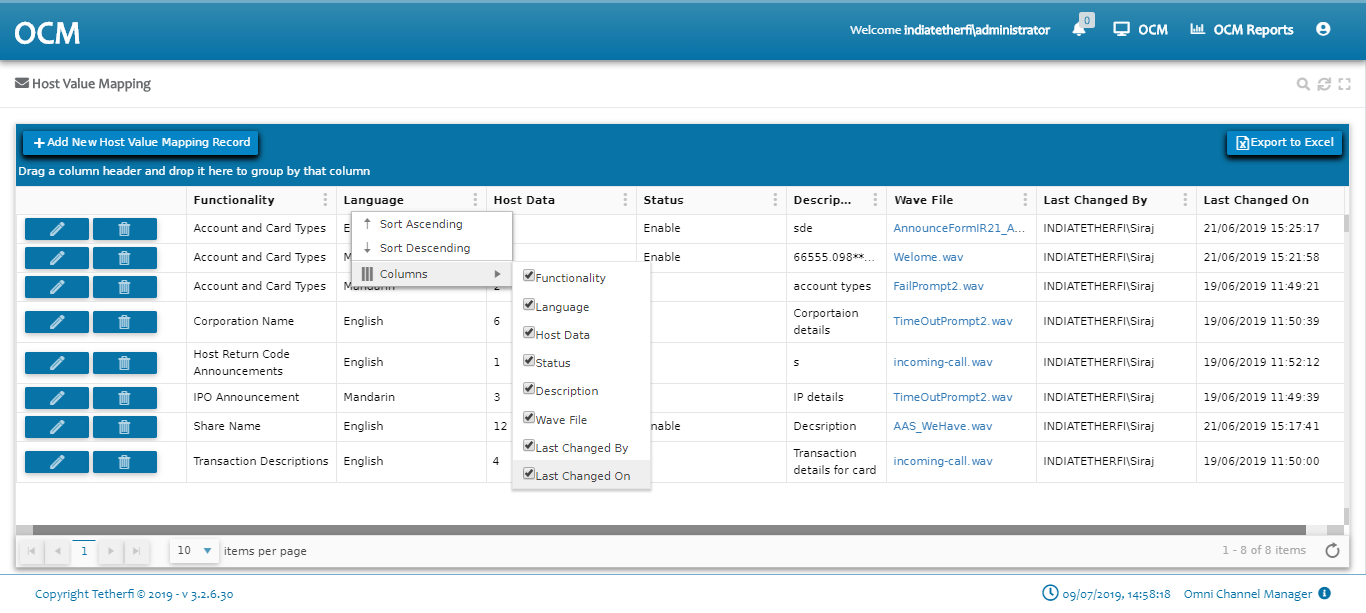 OCM
Welcome indiatetherfi\administrator
0
OCM
OCM Reports
Host Value Mapping
Add New Host Value Mapping Record
Export to Excel
Drag a column header and drop it here to group by that column
Functionality Language Host Data Status Descrip... Wave File Last Changed By Last Changed On
Account and Card Types Enable sde AnnounceFormIR21_A... INDIATETHERFI\Siraj 21/06/2019 15:25:17
Account and Card Types Enable 66555.098**... Welome.wav INDIATETHERFI\Siraj 21/06/2019 15:21:58
Account and Card Types Mandarin 2 account types FailPrompt2.wav INDIATETHERFI\Siraj 19/06/2019 11:49:21
Corporation Name English 6 Corportaion details TimeOutPrompt2.wav INDIATETHERFI\Siraj 19/06/2019 11:50:39
Host Return Code Announcements English 1 s incoming-call.wav INDIATETHERFI\Siraj 19/06/2019 11:52:12
IPO Announcement Mandarin 3 IP details TimeOutPrompt2.wav INDIATETHERFI\Siraj 19/06/2019 11:49:39
Share Name English 12 nable Decsription AAS_WeHave.wav INDIATETHERFI\Siraj 21/06/2019 15:17:41
Transaction Descriptions English 4 Transaction details for card incoming-call.wav INDIATETHERFI\Siraj 19/06/2019 11:50:00
Sort Ascending
Sort Descending
Columns
Functionality
Language
Host Data
Status
Description
Wave File
Last Changed By
Last Changed On
1
10 items per page
1 - 8 of 8 items
Copyright Tetherfi © 2019 - v 3.2.6.30
09/07/2019, 14:58:18 Omni Channel Manager